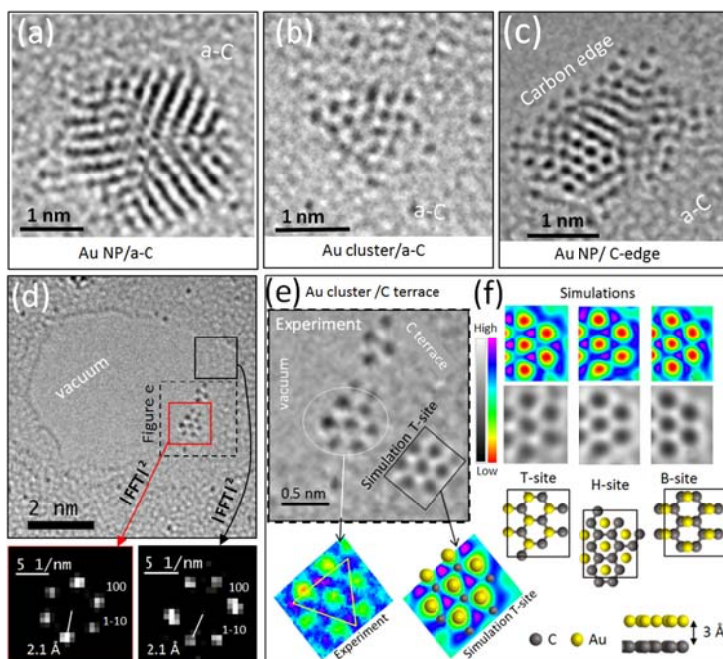 (a)
a-C
1 nm
Au NP/a-C
(b)
a-C
1 nm
Au cluster/a-C
(c)
Carbon edge
a-C
1 nm
Au NP/ C-edge
(d)
vacuum
Figure e
2 nm
|FFT|²
|FFT|²
5 1/nm
100
1-10
2.1 Å
5 1/nm
100
1-10
2.1 Å
(e)
Au cluster /C terrace
Experiment
C terrace
vacuum
Simulation T-site
0.5 nm
High
Low
Experiment
Simulation T-site
(f)
Simulations
T-site
H-site
B-site
C
Au
3 Å